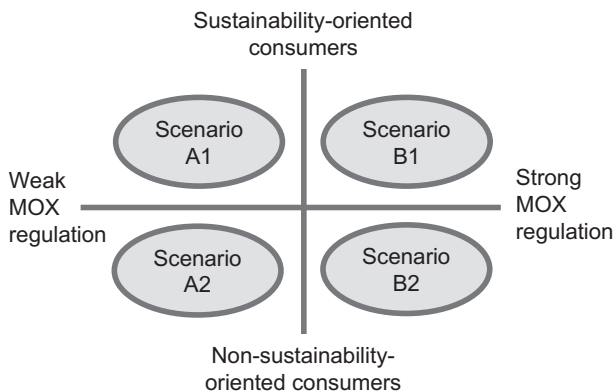 Sustainability-oriented
consumers
Scenario
A1
Scenario
B1
Weak
MOX
regulation
Strong
MOX
regulation
Scenario
A2
Scenario
B2
Non-sustainability-
oriented consumers